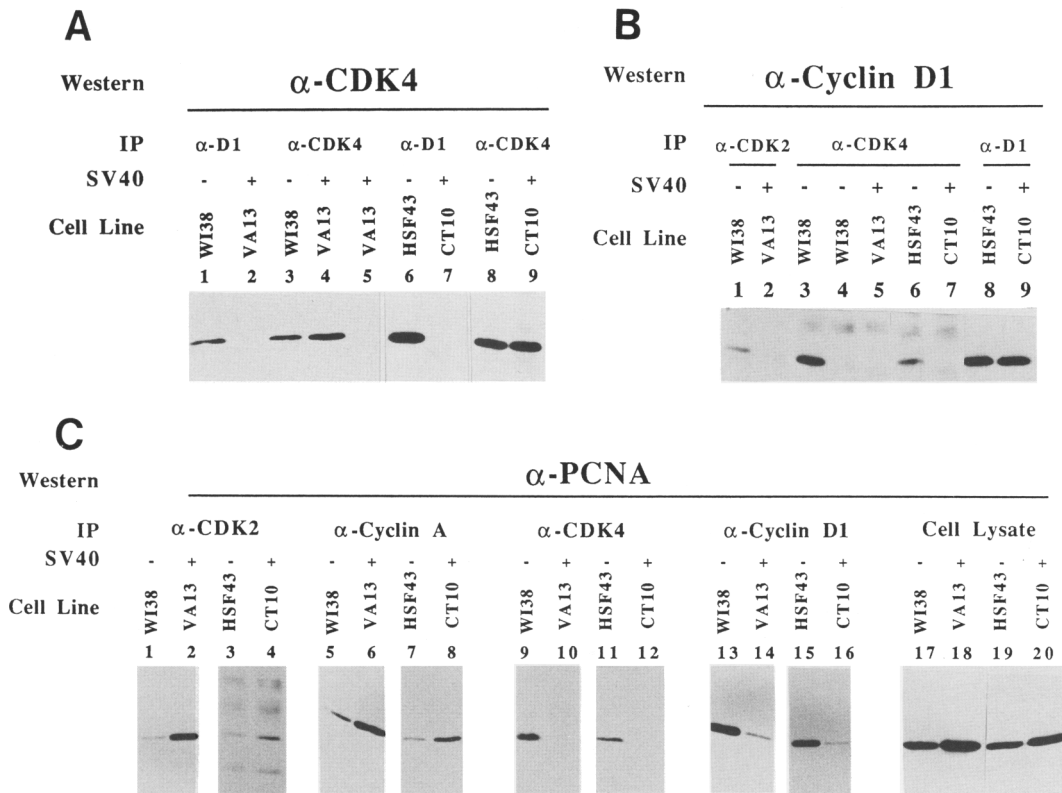 A
Western α-CDK4
IP α-D1 α-CDK4 α-D1 α-CDK4
SV40 - + - + + - + - +
Cell Line WI38 VA13 WI38 VA13 VA13 HSF43 CT10 HSF43 CT10
1 2 3 4 5 6 7 8 9
B
Western α-Cyclin D1
IP α-CDK2 α-CDK4 α-D1
SV40 - + - - + - + - +
Cell Line WI38 VA13 WI38 WI38 VA13 HSF43 CT10 HSF43 CT10
1 2 3 4 5 6 7 8 9
C
Western α-PCNA
IP α-CDK2 α-Cyclin A α-CDK4 α-Cyclin D1 Cell Lysate
SV40 - + - + - + - + - + - + - + - + - + - +
Cell Line WI38 VA13 HSF43 CT10 WI38 VA13 HSF43 CT10 WI38 VA13 HSF43 CT10 WI38 VA13 HSF43 CT10 WI38 VA13 HSF43 CT10
1 2 3 4 5 6 7 8 9 10 11 12 13 14 15 16 17 18 19 20